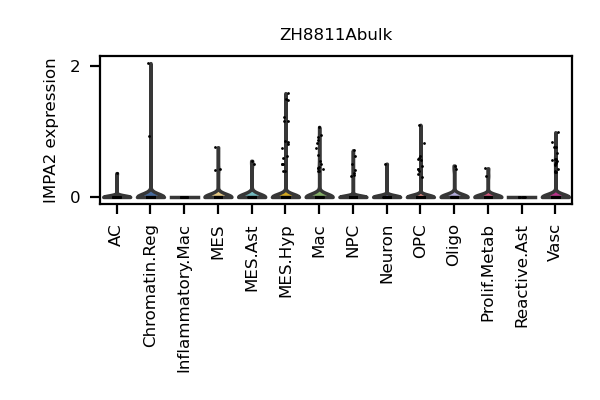 ZH8811Abulk
IMPA2 expression
2
0
AC
Chromatin.Reg
Inflammatory.Mac
MES
MES.Ast
MES.Hyp
Mac
NPC
Neuron
OPC
Oligo
Prolif.Metab
Reactive.Ast
Vasc